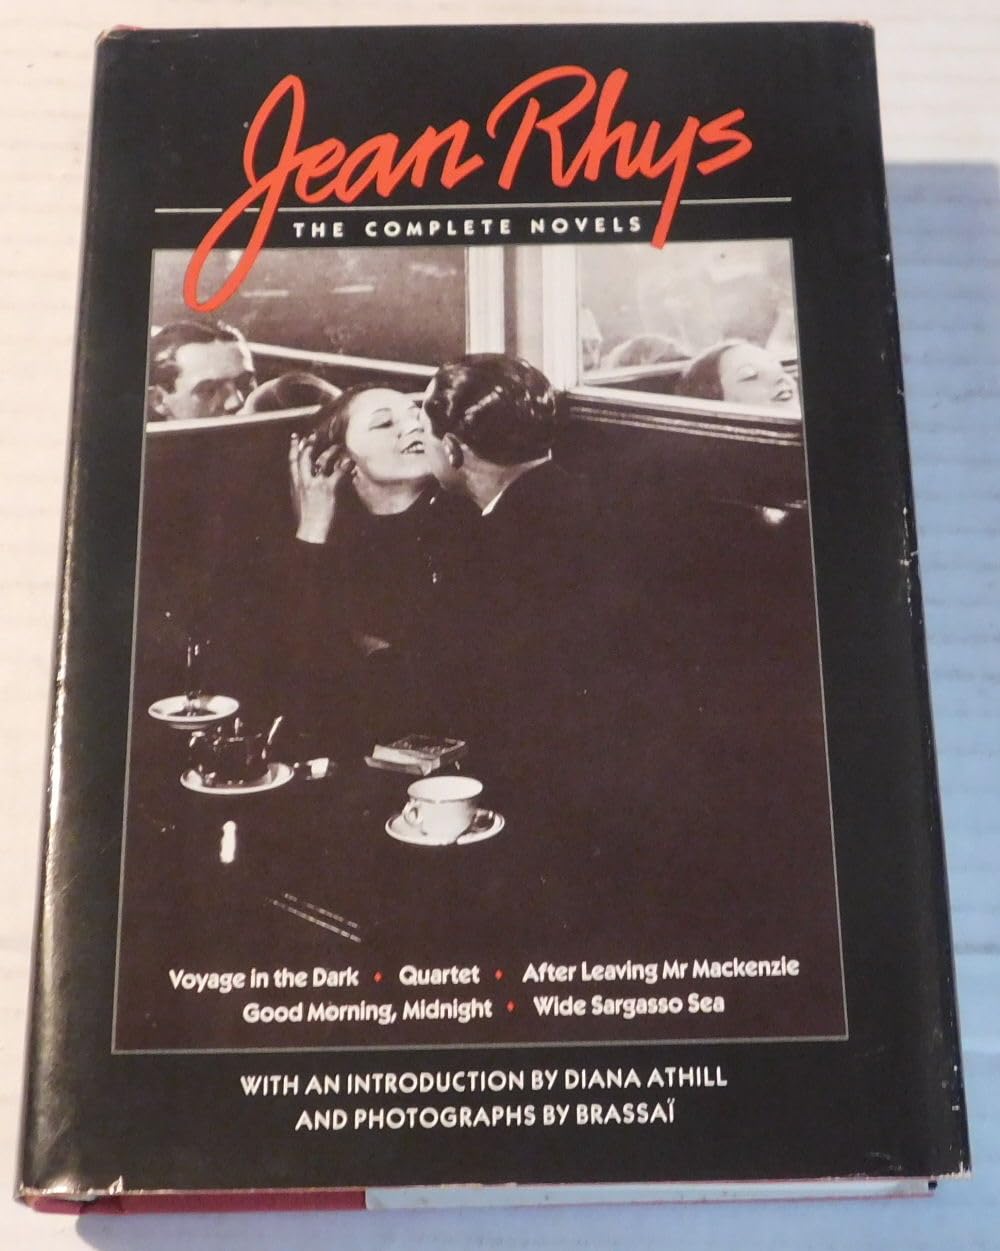 Jean Rhys
THE COMPLETE NOVELS
Voyage in the Dark ♦ Quartet ♦ After Leaving Mr Mackenzie
Good Morning, Midnight ♦ Wide Sargasso Sea
WITH AN INTRODUCTION BY DIANA ATHILL
AND PHOTOGRAPHS BY BRASSAÏ